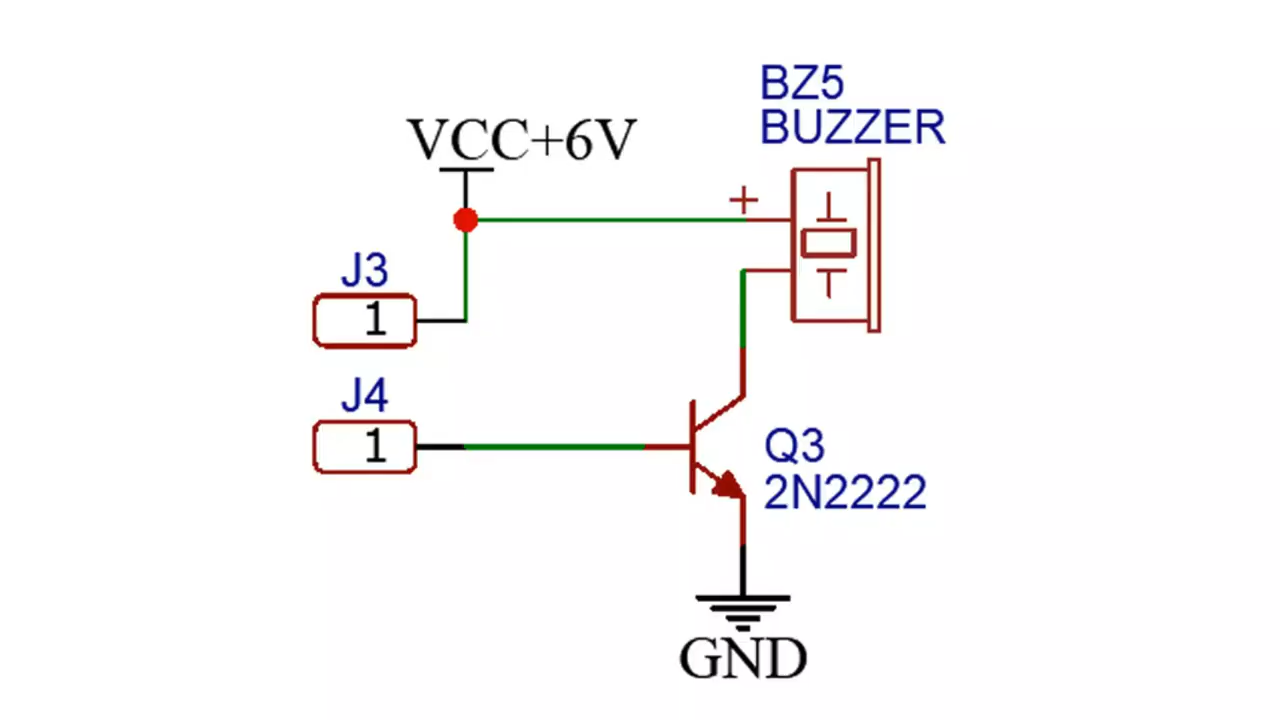 BZ5
BUZZER
VCC+6V
+
J3
1
J4
1
Q3
2N2222
GND